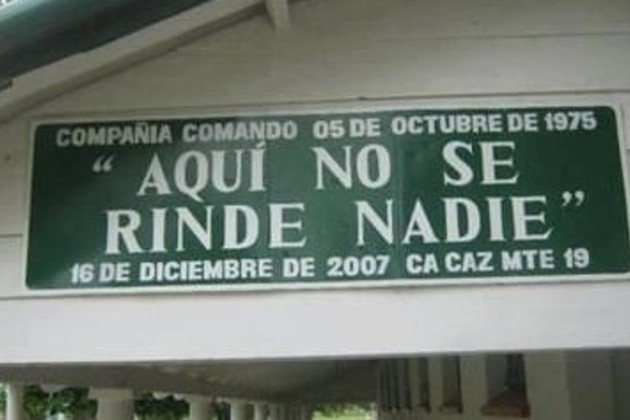 COMPAÑIA COMANDO 05 DE OCTUBRE DE 1975
“AQUÍ NO SE
RINDE NADIE”
16 DE DICIEMBRE DE 2007 CA CAZ MTE 19